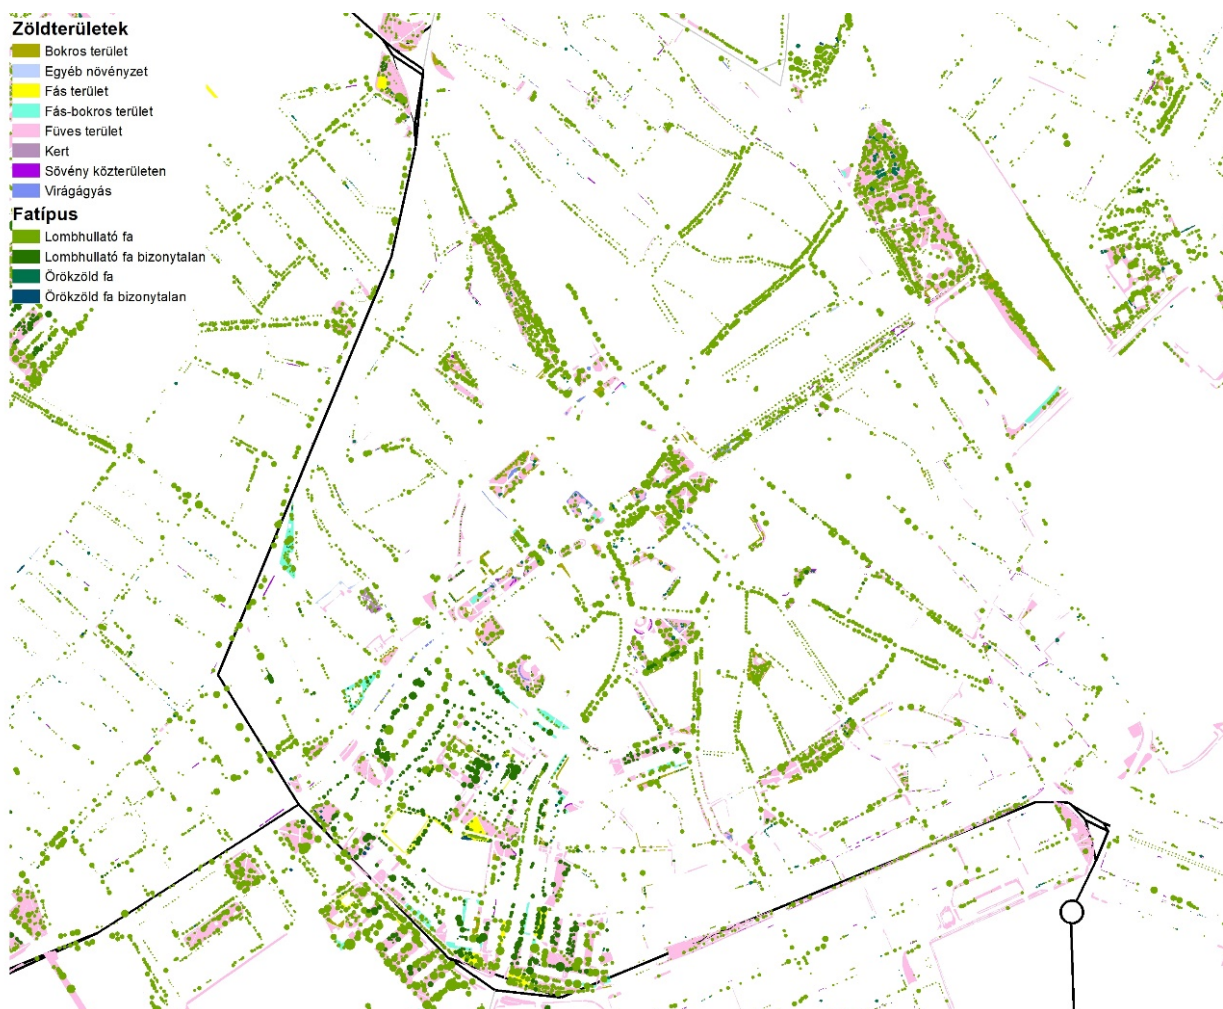 Zöldterületek
Bokros terület
Egyéb növényzet
Fás terület
Fás-bokros terület
Füves terület
Kert
Sövény közterületen
Virágágyás
Fatípus
Lombhullató fa
Lombhullató fa bizonytalan
Örökzöld fa
Örökzöld fa bizonytalan